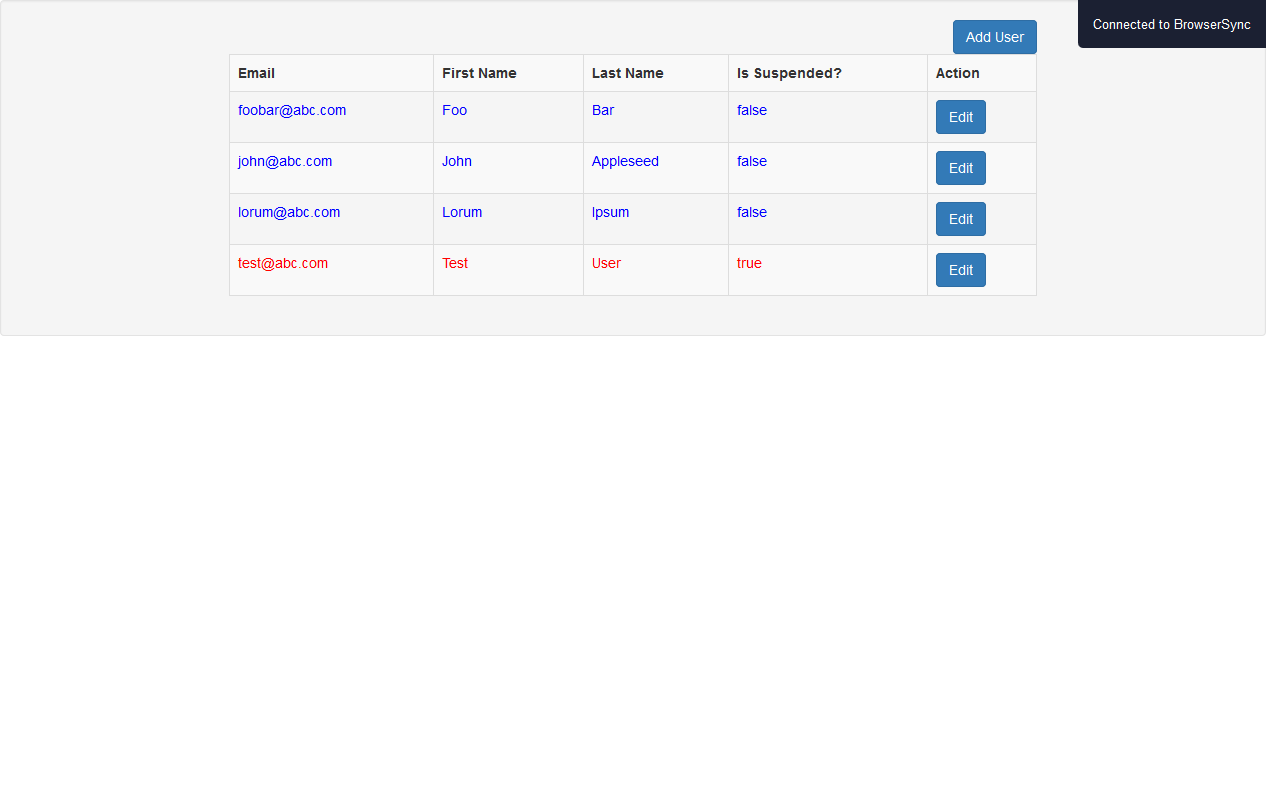 Connected to BrowserSync
Add User
Email First Name Last Name Is Suspended? Action
foobar@abc.com Foo Bar false Edit
john@abc.com John Appleseed false Edit
lorum@abc.com Lorum Ipsum false Edit
test@abc.com Test User true Edit